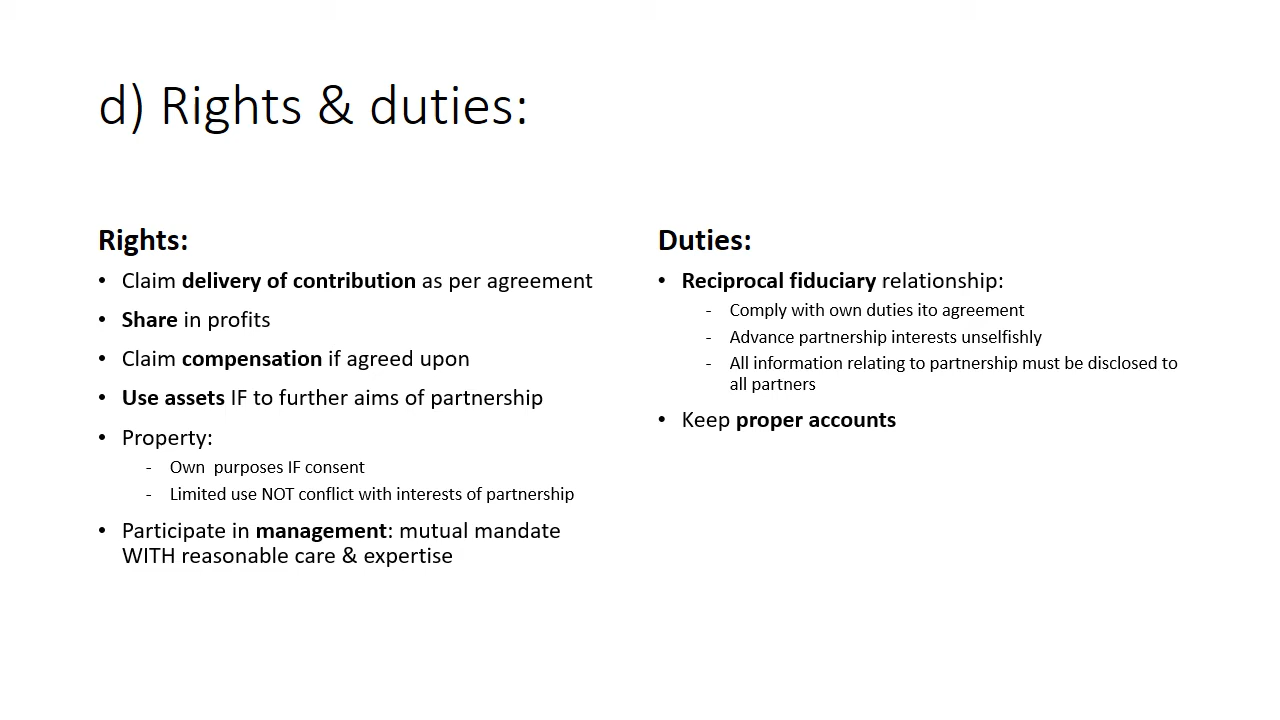 d) Rights & duties:
Rights:
• Claim delivery of contribution as per agreement
• Share in profits
• Claim compensation if agreed upon
• Use assets IF to further aims of partnership
• Property:
- Own  purposes IF consent
- Limited use NOT conflict with interests of partnership
• Participate in management: mutual mandate
WITH reasonable care & expertise
Duties:
• Reciprocal fiduciary relationship:
- Comply with own duties ito agreement
- Advance partnership interests unselfishly
- All information relating to partnership must be disclosed to
all partners
• Keep proper accounts